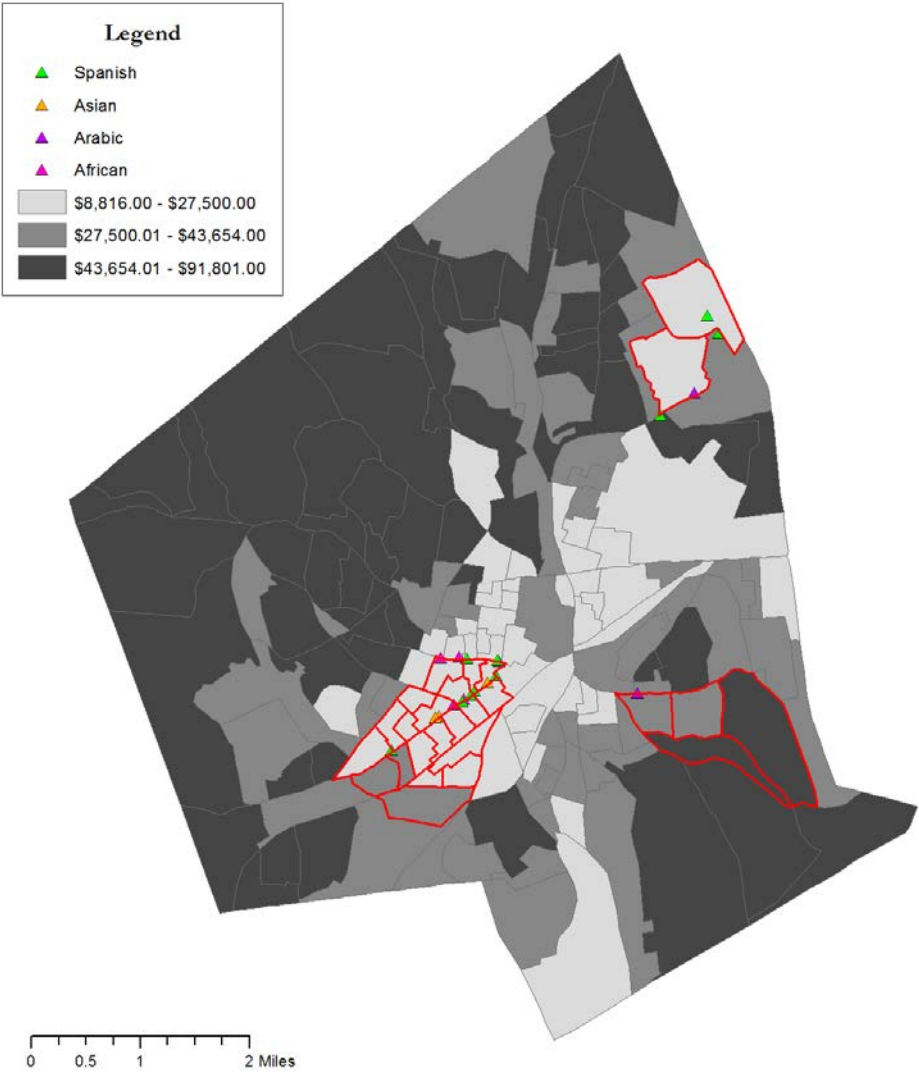 Legend
Spanish
Asian
Arabic
African
$8,816.00 - $27,500.00
$27,500.01 - $43,654.00
$43,654.01 - $91,801.00
0 0.5 1 2 Miles